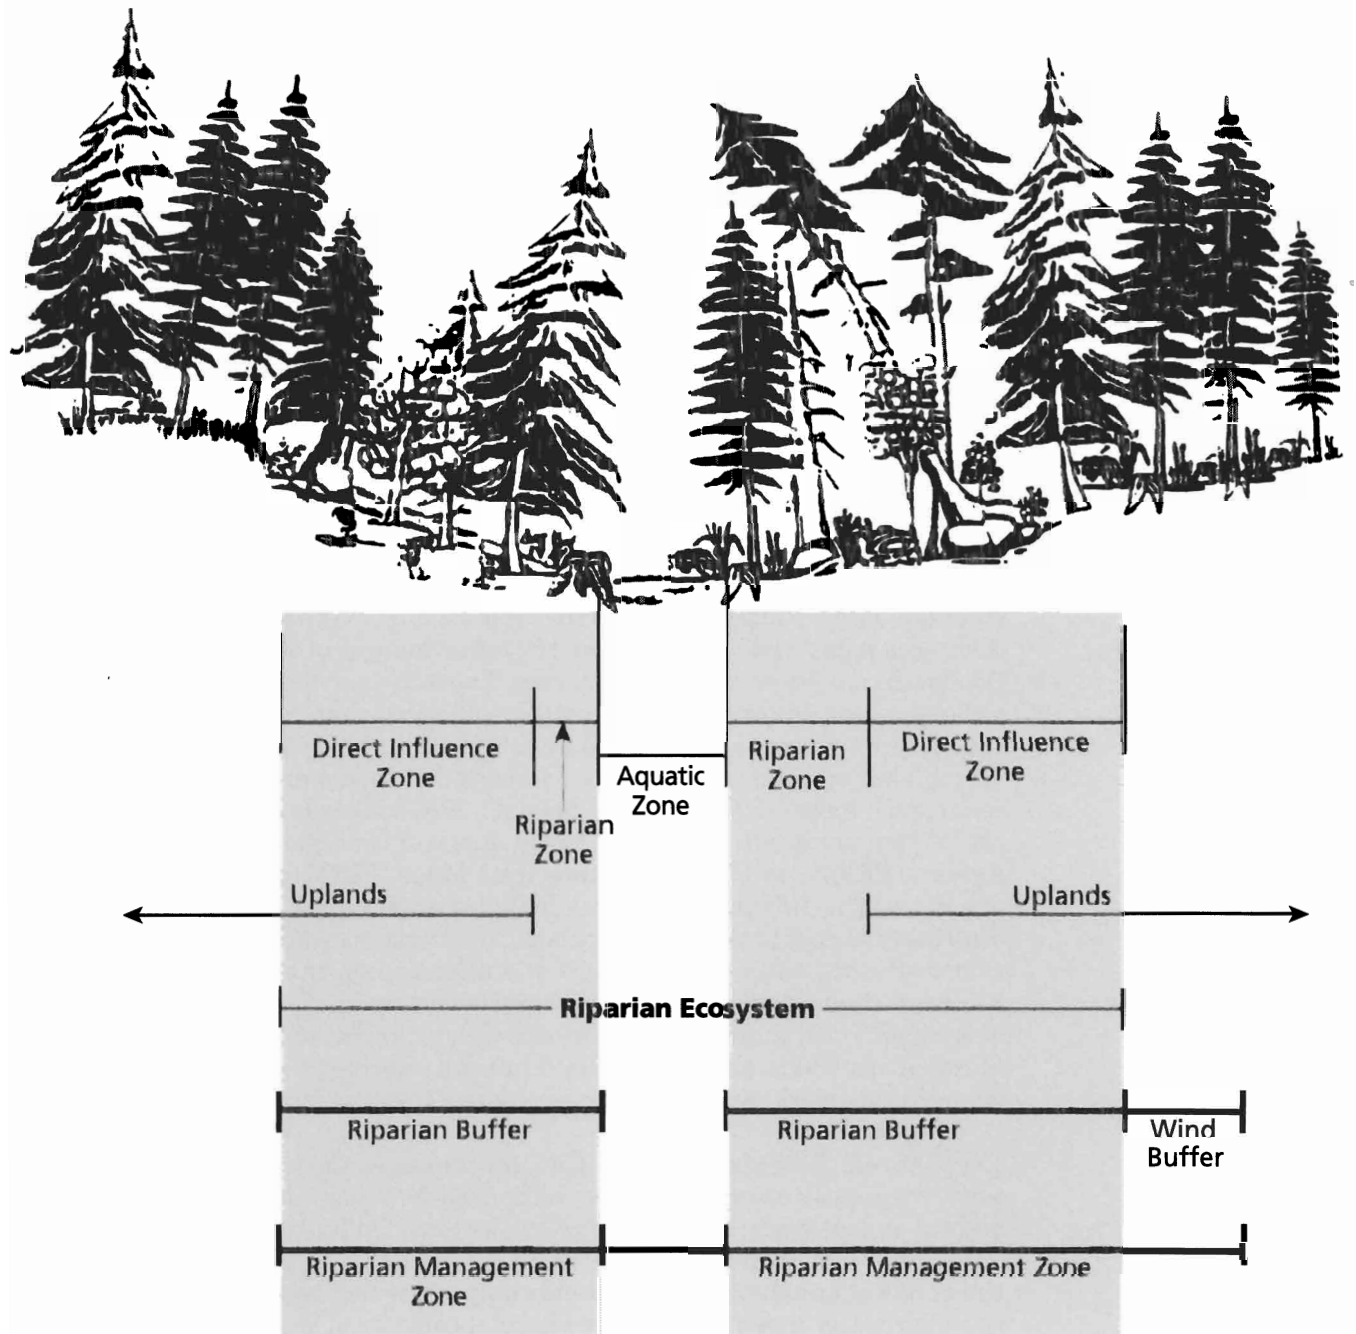 Direct Influence
Zone
Riparian
Zone
Aquatic
Zone
Riparian
Zone
Direct Influence
Zone
Uplands
Uplands
Riparian Ecosystem
Riparian Buffer
Riparian Buffer
Wind
Buffer
Riparian Management
Zone
Riparian Management Zone